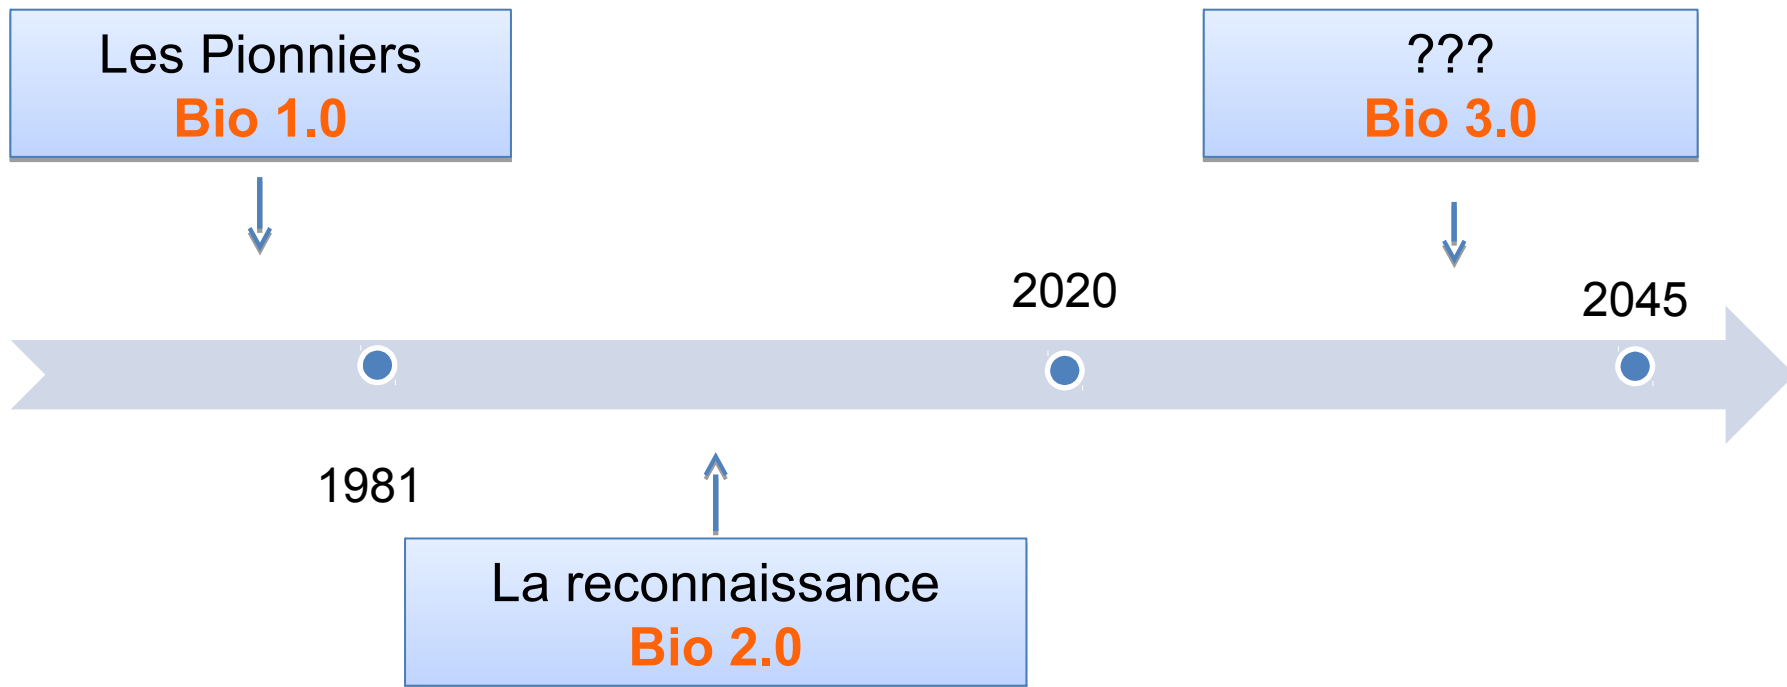 Les Pionniers
Bio 1.0
???
Bio 3.0
2020
2045
1981
La reconnaissance
Bio 2.0